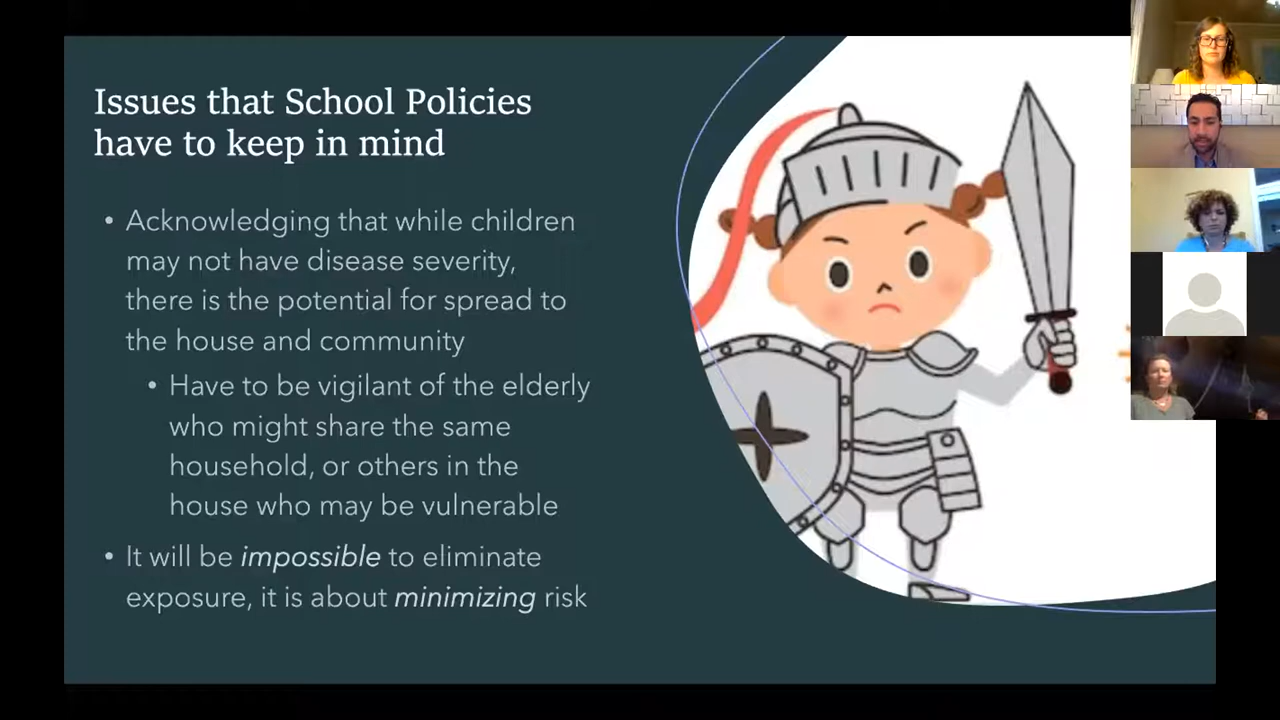 Issues that School Policies
have to keep in mind
• Acknowledging that while children
may not have disease severity,
there is the potential for spread to
the house and community
• Have to be vigilant of the elderly
who might share the same
household, or others in the
house who may be vulnerable
• It will be impossible to eliminate
exposure, it is about minimizing risk